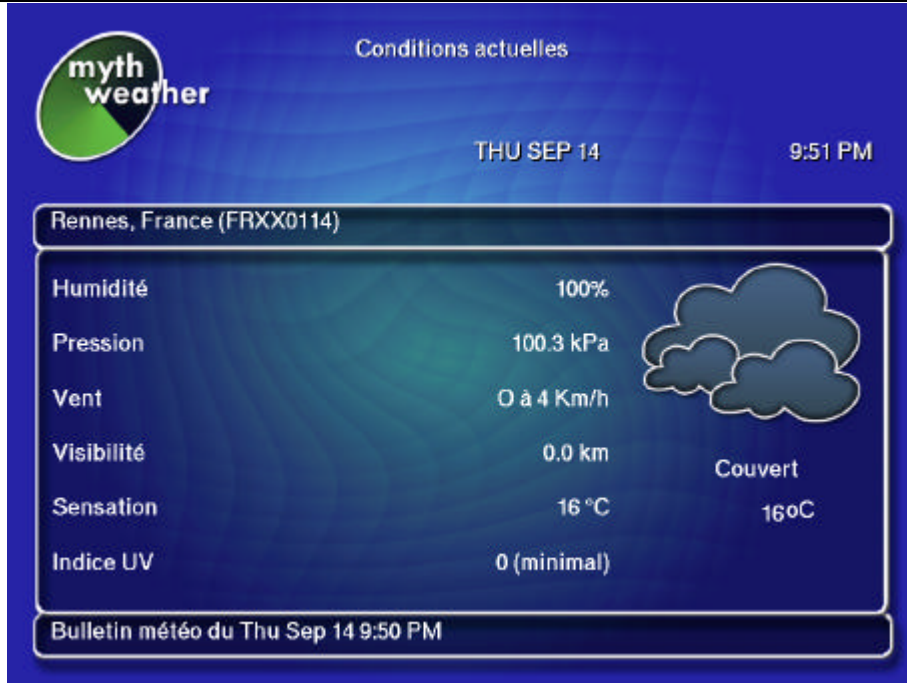 myth
weather
Conditions actuelles
THU SEP 14 9:51 PM
Rennes, France (FRXX0114)
Humidité 100%
Pression 100.3 kPa
Vent O à 4 Km/h
Visibilité 0.0 km
Sensation 16 °C
Indice UV 0 (minimal)
Couvert
16ºC
Bulletin météo du Thu Sep 14 9:50 PM